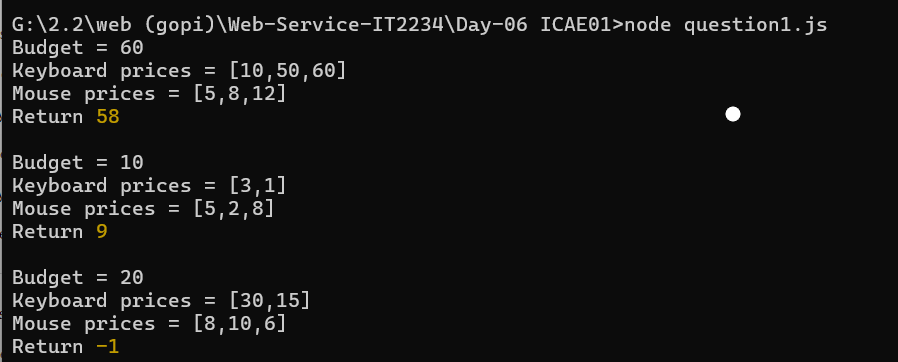 G:\2.2\web (gopi)\Web-Service-IT2234\Day-06 ICAE01>node question1.js
Budget = 60
Keyboard prices = [10,50,60]
Mouse prices = [5,8,12]
Return 58
Budget = 10
Keyboard prices = [3,1]
Mouse prices = [5,2,8]
Return 9
Budget = 20
Keyboard prices = [30,15]
Mouse prices = [8,10,6]
Return -1